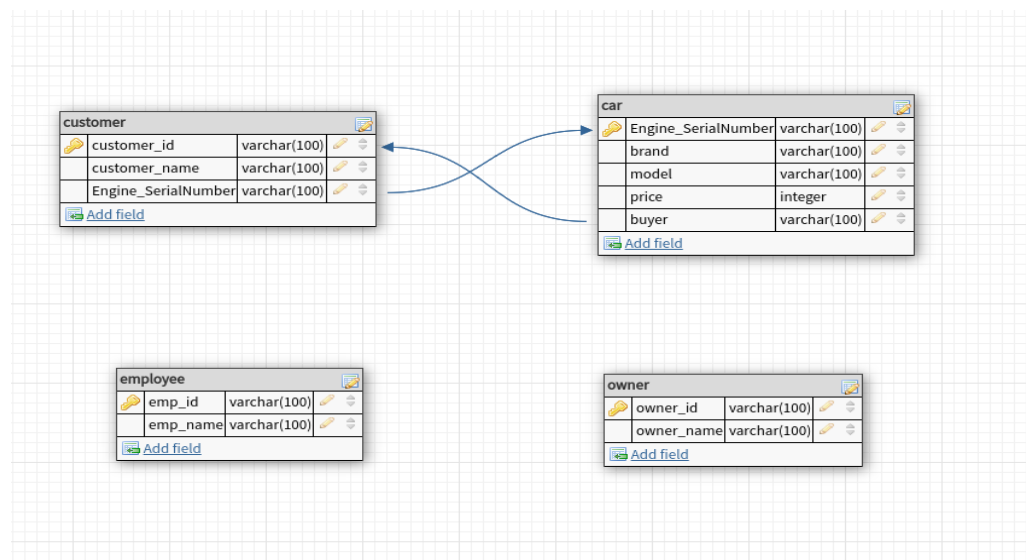 customer
customer_id varchar(100)
customer_name varchar(100)
Engine_SerialNumber varchar(100)
Add field
car
Engine_SerialNumber varchar(100)
brand varchar(100)
model varchar(100)
price integer
buyer varchar(100)
Add field
employee
emp_id varchar(100)
emp_name varchar(100)
Add field
owner
owner_id varchar(100)
owner_name varchar(100)
Add field